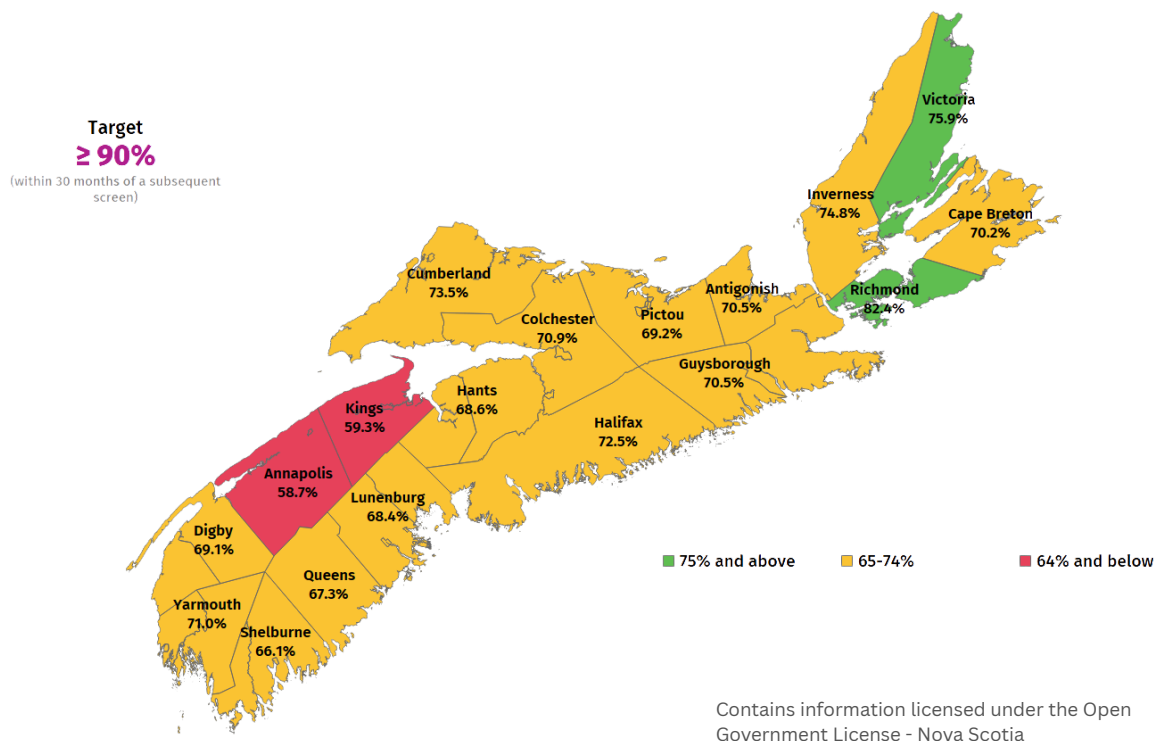 Target
≥ 90%
(within 30 months of a subsequent
screen)
Victoria
75.9%
Inverness
74.8%
Cape Breton
70.2%
Cumberland
73.5%
Antigonish
70.5%
Richmond
82.4%
Colchester
70.9%
Pictou
69.2%
Guysborough
70.5%
Hants
68.6%
Kings
59.3%
Halifax
72.5%
Annapolis
58.7%
Lunenburg
68.4%
Digby
69.1%
Queens
67.3%
Yarmouth
71.0%
Shelburne
66.1%
75% and above
65-74%
64% and below
Contains information licensed under the Open
Government License - Nova Scotia